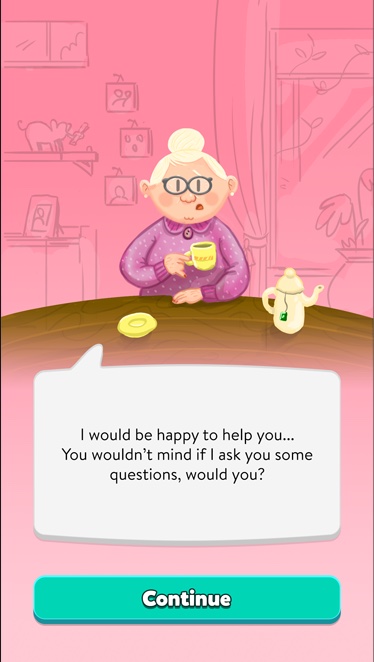 I would be happy to help you...
You wouldn't mind if I ask you some
questions, would you?
Continue